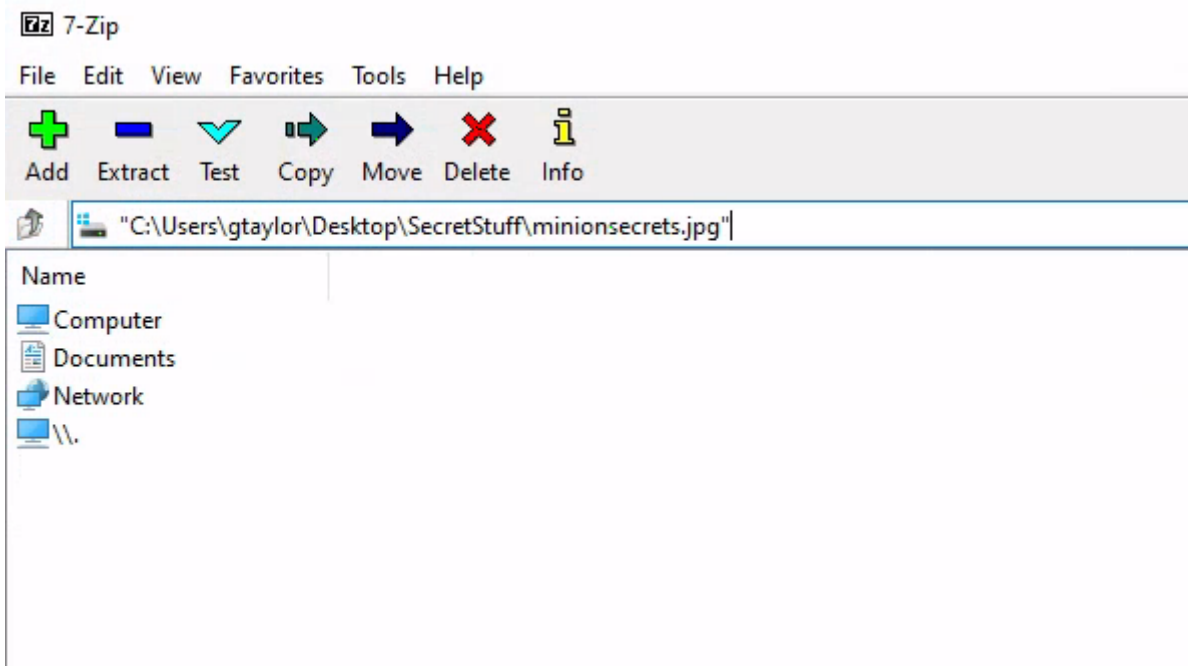 7z 7-Zip
File Edit View Favorites Tools Help
Add Extract Test Copy Move Delete Info
"C:\Users\gtaylor\Desktop\SecretStuff\minionsecrets.jpg"
Name
Computer
Documents
Network
\\.